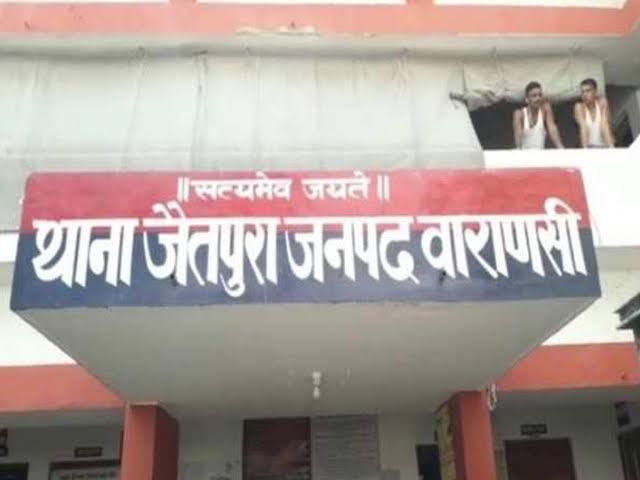 ॥सत्यमेव जयते॥
थाना जैतपुरा जनपद वाराणसी